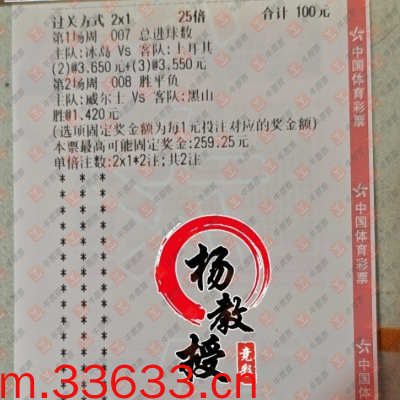 过关方式 2x1 25倍 合计 100元
第1场周 007 总进球数
主队:冰岛 Vs 客队:土耳其
(2)@3.650元+(3)@3.550元
第2场周 008 胜平负
主队:威尔士 Vs 客队:黑山
胜@1.420元
(选项固定奖金额为每1元投注对应的奖金额)
本票最高可能固定奖金:259.25元
单倍注数:2x1*2注;共2注
中国体育彩票
中国体育彩票
中国体育
杨教授
竞彩
m.33633.cn